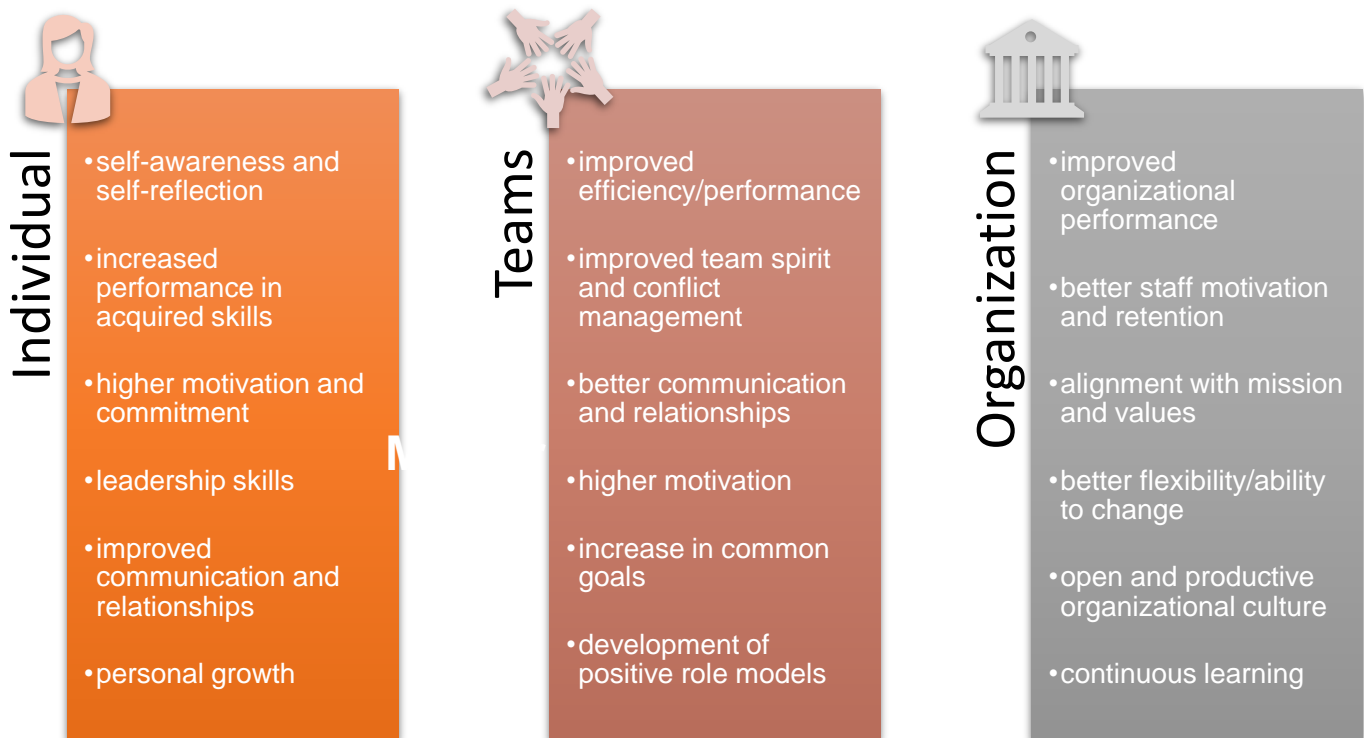 Individual
•self-awareness and
self-reflection
•increased
performance in
acquired skills
•higher motivation and
commitment
•leadership skills
•improved
communication and
relationships
•personal growth
Teams
•improved
efficiency/performance
•improved team spirit
and conflict
management
•better communication
and relationships
•higher motivation
•increase in common
goals
•development of
positive role models
Organization
•improved
organizational
performance
•better staff motivation
and retention
•alignment with mission
and values
•better flexibility/ability
to change
•open and productive
organizational culture
•continuous learning